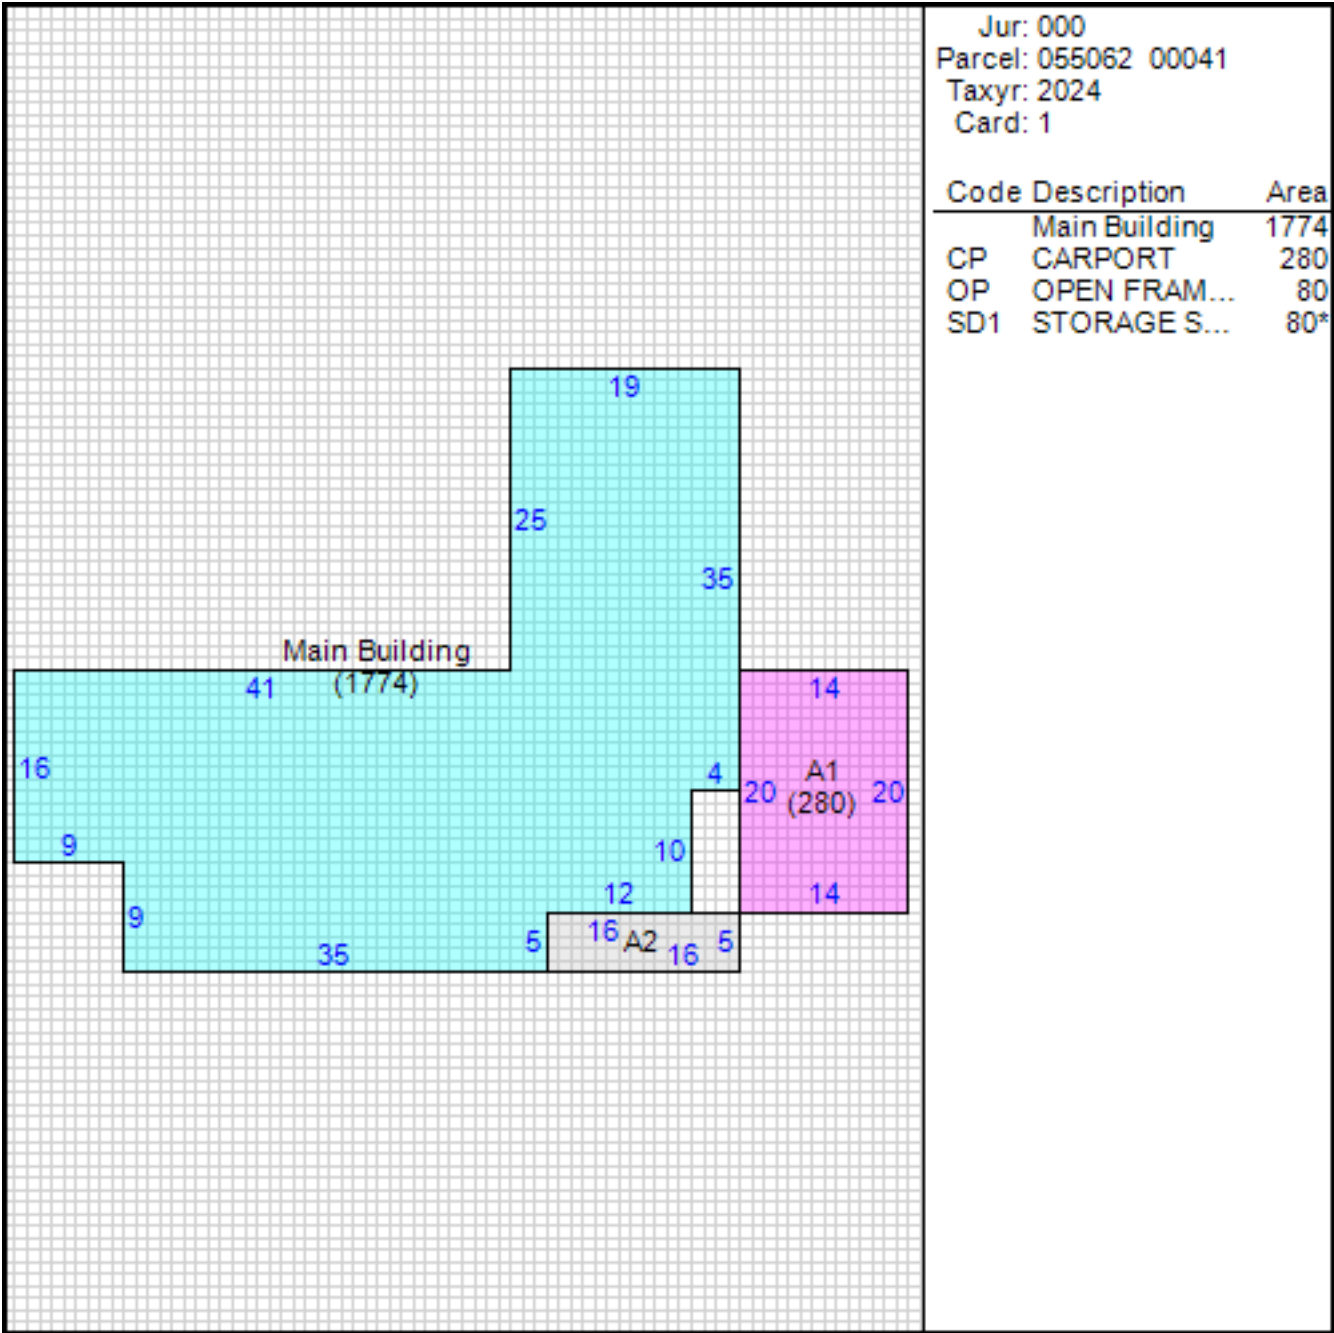 Jur: 000
Parcel: 055062 00041
Taxyr: 2024
Card: 1
Code Description Area
Main Building 1774
CP CARPORT 280
OP OPEN FRAM... 80
SD1 STORAGE S... 80*
19
25
35
Main Building
(1774)
41
14
16
4
A1
20
(280)
20
9
10
12
14
9
35
5
16
A2
16
5